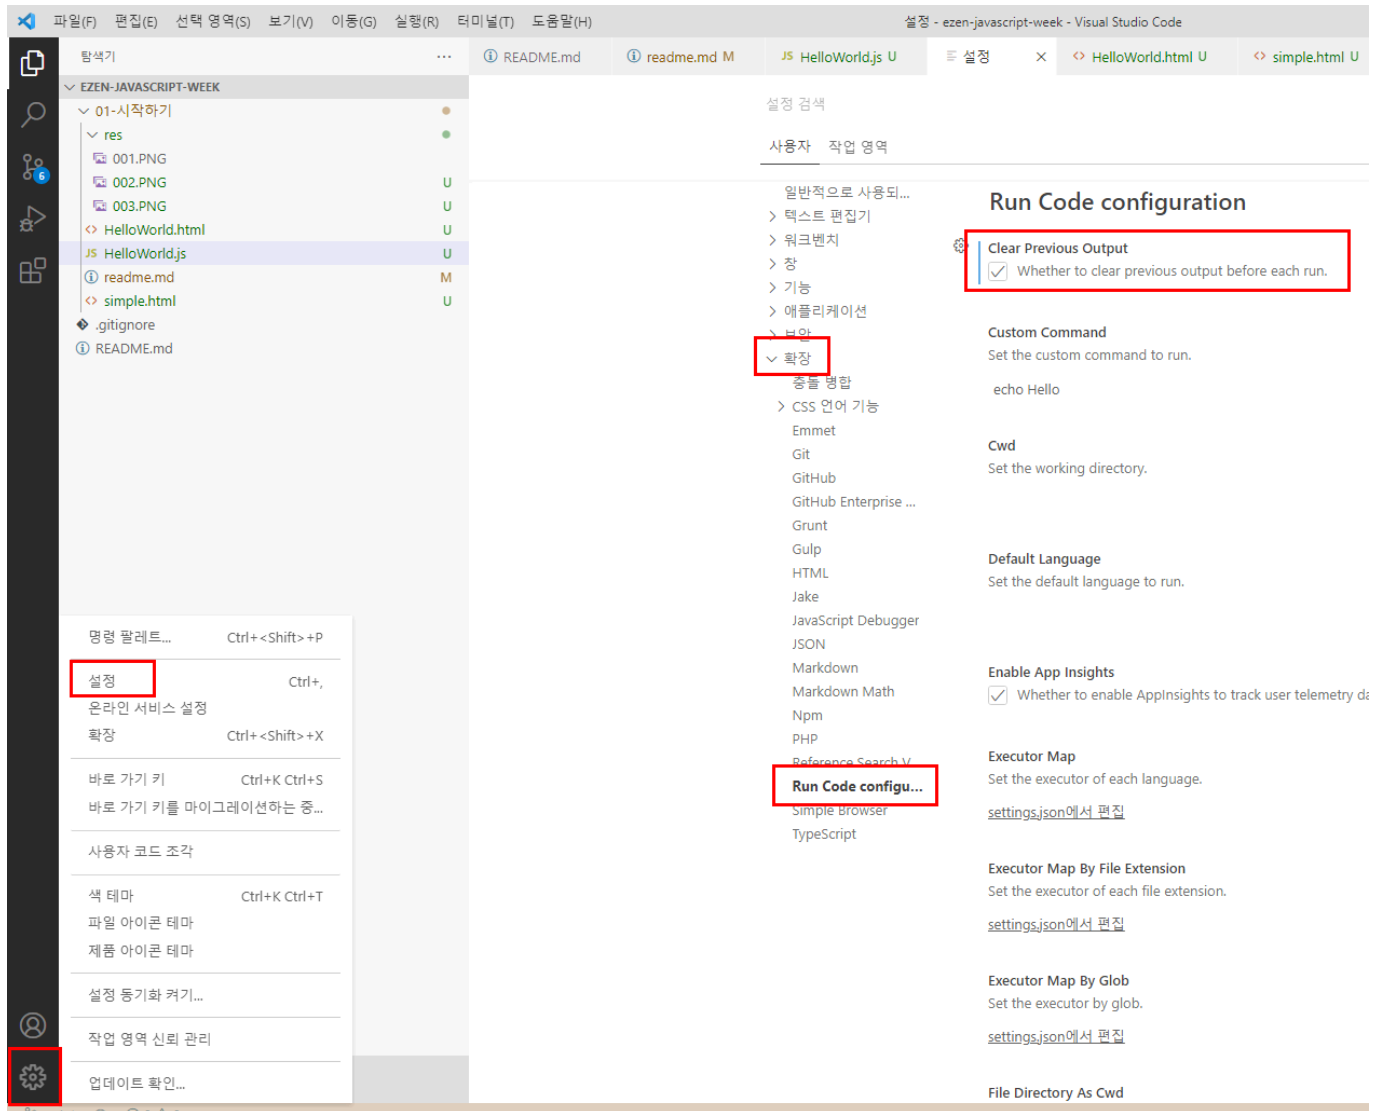 파일(F) 편집(E) 선택 영역(S) 보기(V) 이동(G) 실행(R) 터미널(T) 도움말(H)
설정 - ezen-javascript-week - Visual Studio Code
탐색기 ...
README.md
readme.md M
JS HelloWorld.js U
설정 ×
<> HelloWorld.html U
<> simple.html U
EZEN-JAVASCRIPT-WEEK
01-시작하기
res
001.PNG
002.PNG U
003.PNG U
<> HelloWorld.html U
JS HelloWorld.js U
readme.md M
<> simple.html U
.gitignore
README.md
6
명령 팔레트... Ctrl+<Shift>+P
설정 Ctrl+,
온라인 서비스 설정
확장 Ctrl+<Shift>+X
바로 가기 키 Ctrl+K Ctrl+S
바로 가기 키를 마이그레이션하는 중...
사용자 코드 조각
색 테마 Ctrl+K Ctrl+T
파일 아이콘 테마
제품 아이콘 테마
설정 동기화 켜기...
작업 영역 신뢰 관리
업데이트 확인...
설정 검색
사용자 작업 영역
일반적으로 사용되...
텍스트 편집기
워크벤치
창
기능
애플리케이션
보안
확장
충돌 병합
CSS 언어 기능
Emmet
Git
GitHub
GitHub Enterprise ...
Grunt
Gulp
HTML
Jake
JavaScript Debugger
JSON
Markdown
Markdown Math
Npm
PHP
Reference Search V
Run Code configu...
Simple Browser
TypeScript
Run Code configuration
Clear Previous Output
Whether to clear previous output before each run.
Custom Command
Set the custom command to run.
echo Hello
Cwd
Set the working directory.
Default Language
Set the default language to run.
Enable App Insights
Whether to enable AppInsights to track user telemetry da
Executor Map
Set the executor of each language.
settings.json에서 편집
Executor Map By File Extension
Set the executor of each file extension.
settings.json에서 편집
Executor Map By Glob
Set the executor by glob.
settings.json에서 편집
File Directory As Cwd